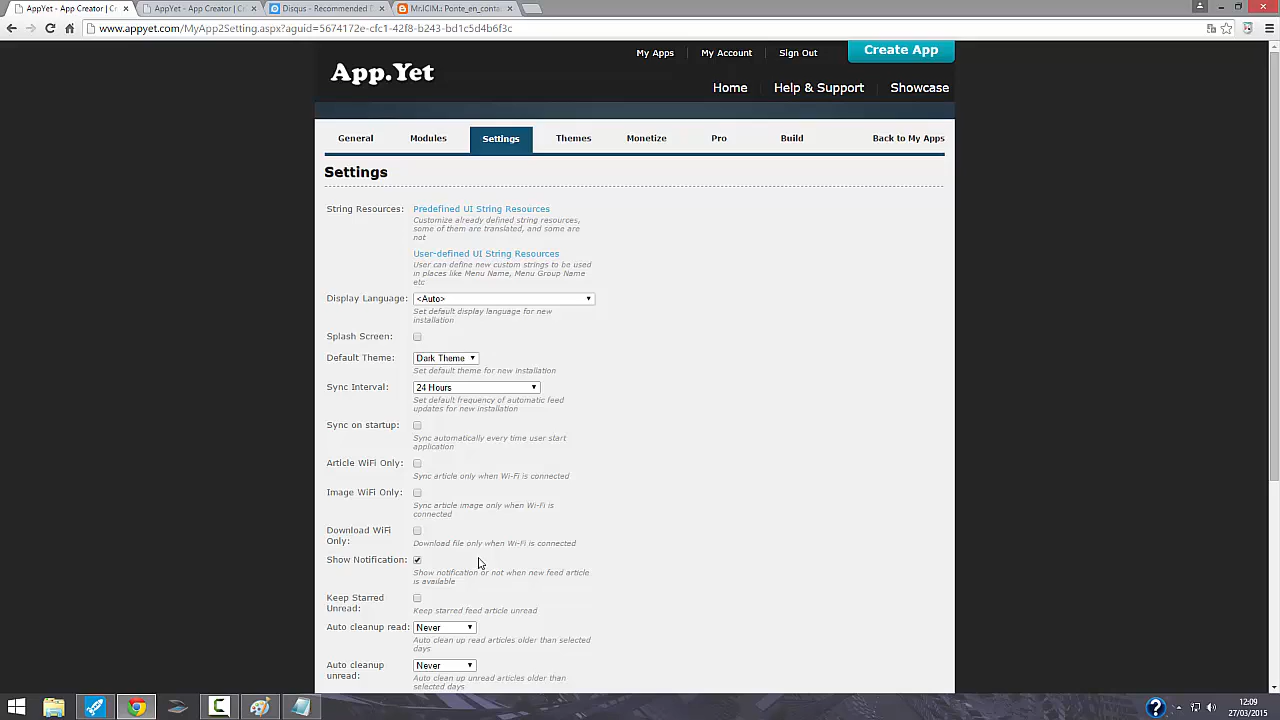 AppYet - App Creator | Cr
AppYet - App Creator | Cr
Disqus - Recommended D
MrJCIM.: Ponte_en_conta
www.appyet.com/MyApp2Setting.aspx?aguid=5674172e-cfc1-42f8-b243-bd1c5d4b6f3c
My Apps My Account Sign Out Create App
App.Yet
Home Help & Support Showcase
General Modules Settings Themes Monetize Pro Build Back to My Apps
Settings
String Resources: Predefined UI String Resources
Customize already defined string resources,
some of them are translated, and some are
not
User-defined UI String Resources
User can define new custom strings to be used
in places like Menu Name, Menu Group Name
etc
Display Language: <Auto>
Set default display language for new
installation
Splash Screen:
Default Theme: Dark Theme
Set default theme for new installation
Sync Interval: 24 Hours
Set default frequency of automatic feed
updates for new installation
Sync on startup:
Sync automatically every time user start
application
Article WiFi Only:
Sync article only when Wi-Fi is connected
Image WiFi Only:
Sync article image only when Wi-Fi is
connected
Download WiFi
Only:
Download file only when Wi-Fi is connected
Show Notification:
Show notification or not when new feed article
is available
Keep Starred
Unread:
Keep starred feed article unread
Auto cleanup read: Never
Auto clean up read articles older than selected
days
Auto cleanup
unread:
Never
Auto clean up unread articles older than
selected days
12:09
27/03/2015